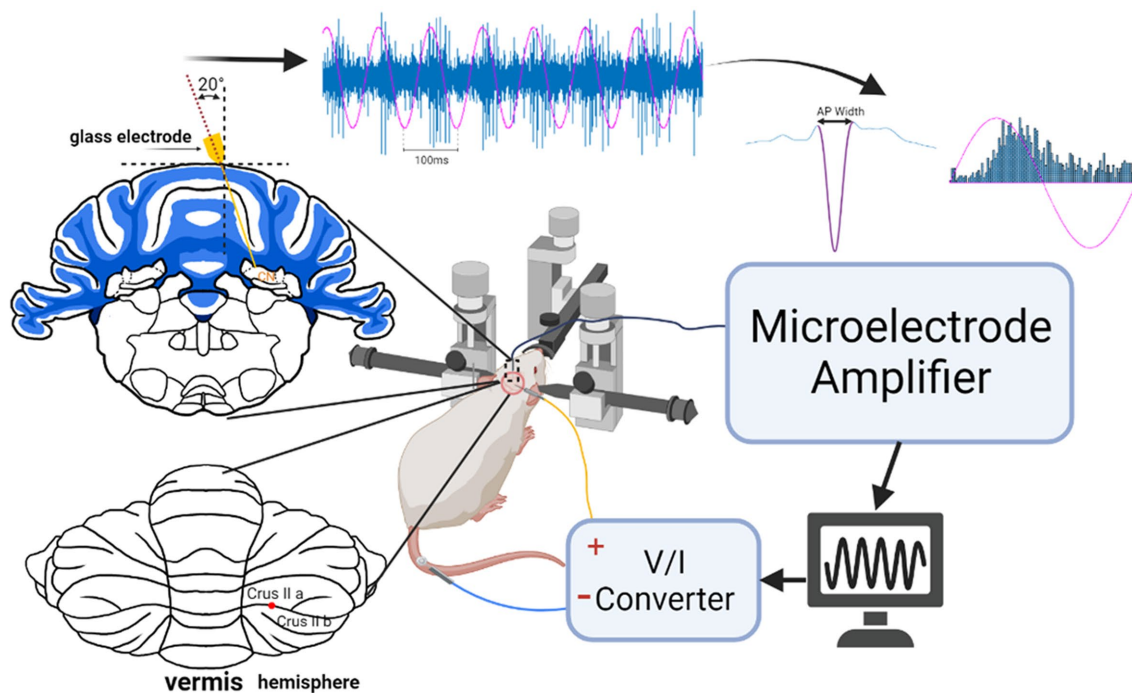 20°
glass electrode
CN
100ms
AP Width
Microelectrode
Amplifier
+
V/I
- Converter
Crus II a
Crus II b
vermis hemisphere